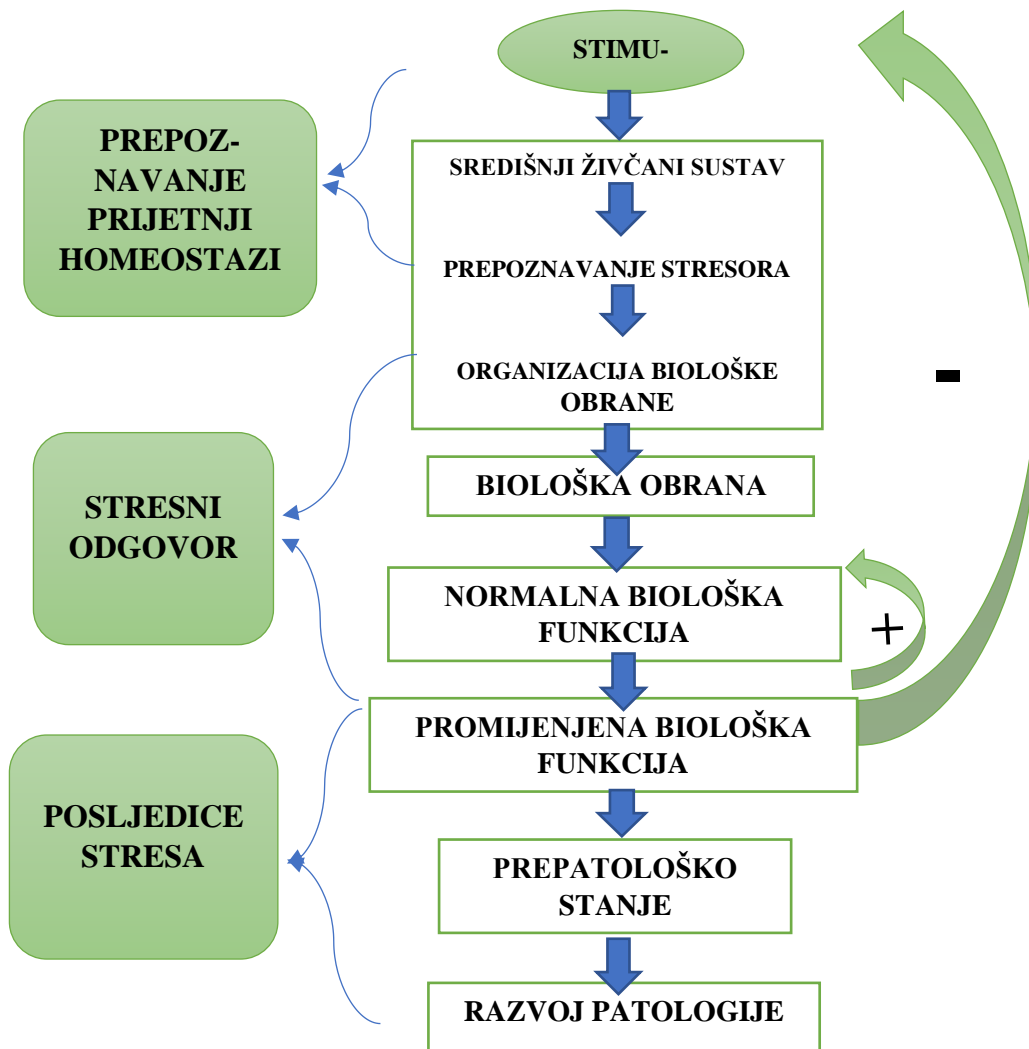 STIMU-
PREPOZ-
NAVANJE
PRIJETNJI
HOMEOSTAZI
SREDIŠNJI ŽIVČANI SUSTAV
PREPOZNAVANJE STRESORA
ORGANIZACIJA BIOLOŠKE
OBRANE
-
STRESNI
ODGOVOR
BIOLOŠKA OBRANA
NORMALNA BIOLOŠKA
FUNKCIJA
+
PROMIJENJENA BIOLOŠKA
FUNKCIJA
POSLJEDICE
STRESA
PREPATOLOŠKO
STANJE
RAZVOJ PATOLOGIJE